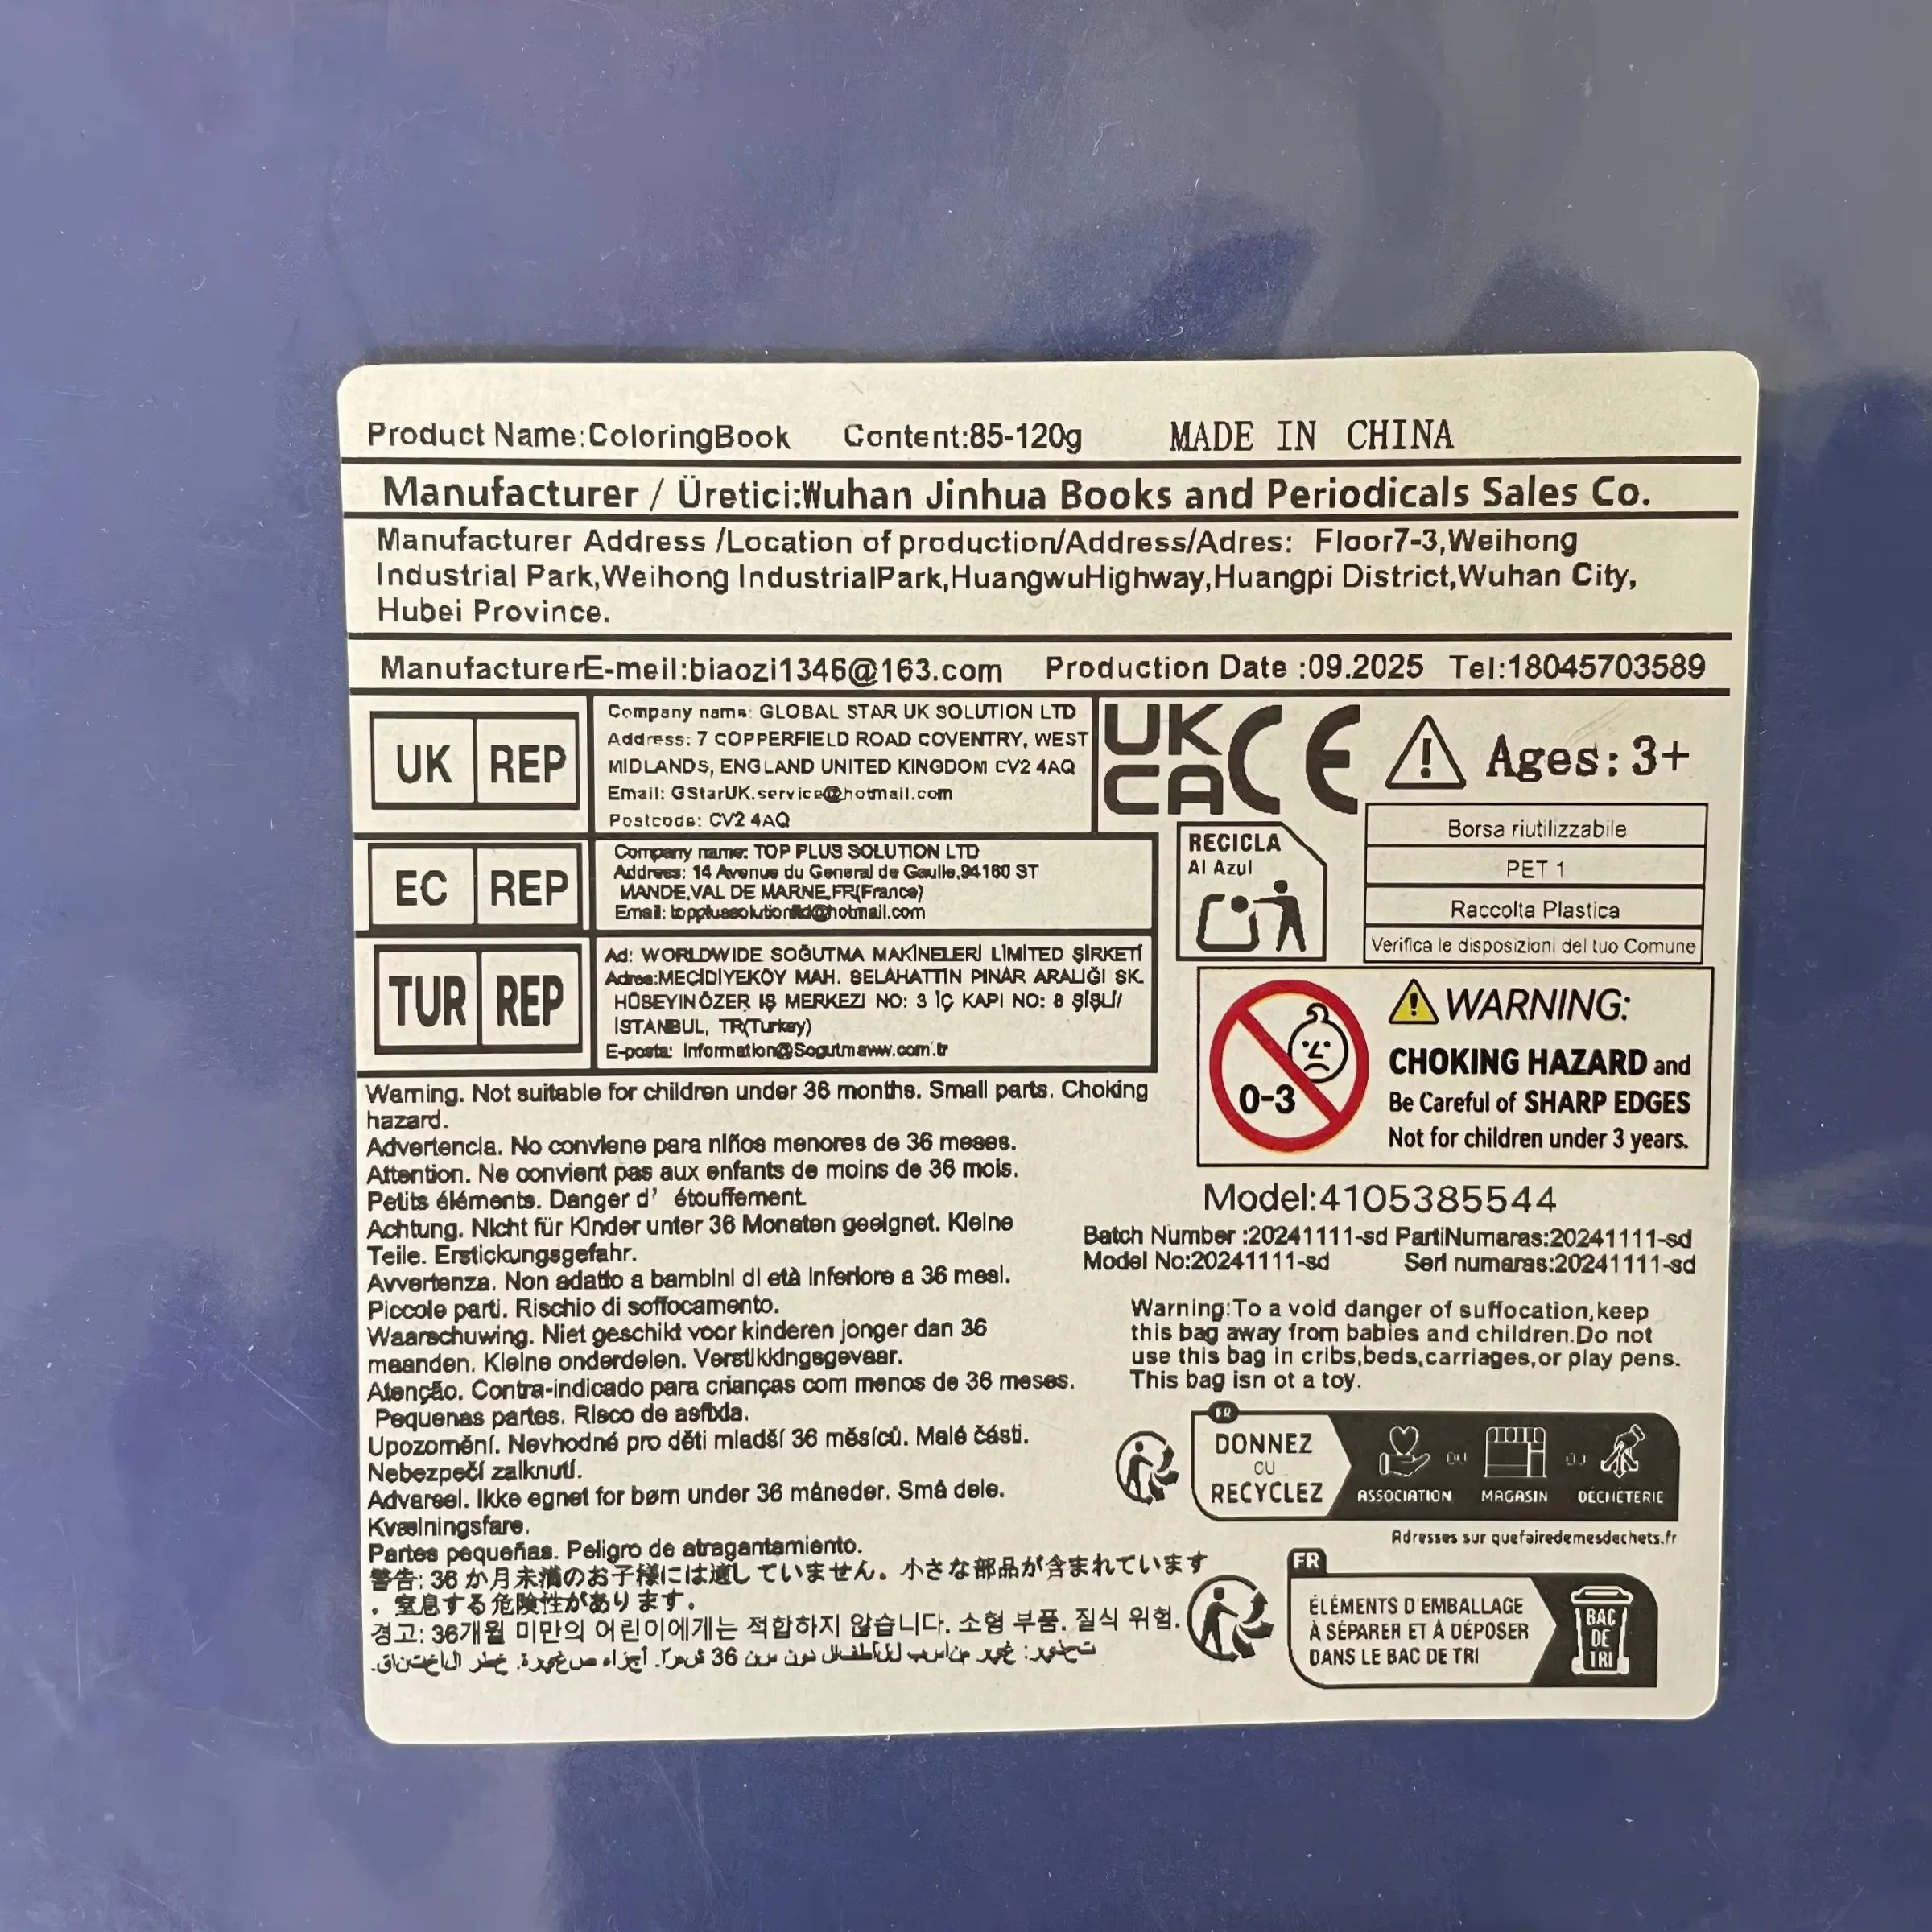 Product Name:ColoringBook Content:85-120g MADE IN CHINA
Manufacturer / Üretici:Wuhan Jinhua Books and Periodicals Sales Co.
Manufacturer Address /Location of production/Address/Adres: Floor7-3,Weihong
Industrial Park,Weihong IndustrialPark,HuangwuHighway,Huangpi District,Wuhan City,
Hubei Province.
ManufacturerE-meil:biaozi1346@163.com Production Date :09.2025 Tel:18045703589
UK REP
Company name: GLOBAL STAR UK SOLUTION LTD
Address: 7 COPPERFIELD ROAD COVENTRY, WEST
MIDLANDS, ENGLAND UNITED KINGDOM CV2 4AQ
Email: GStarUK.service@hotmail.com
Postcode: CV2 4AQ
UK
CA
CE
Ages:3+
EC REP
Company name: TOP PLUS SOLUTION LTD
Address: 14 Avenue du General de Gaulle,94160 ST
MANDE,VAL DE MARNE,FR(France)
Email: topplussolutionltd@hotmail.com
RECICLA
Al Azul
Borsa riutilizzabile
PET 1
Raccolta Plastica
Verifica le disposizioni del tuo Comune
TUR REP
Ad: WORLDWIDE SOĞUTMA MAKİNELERİ LİMİTED ŞİRKETİ
Adres:MECİDİYEKÖY MAH. SELAHATTİN PINAR ARALIĞI SK.
HÜSEYİN ÖZER İŞ MERKEZI NO: 3 İÇ KAPI NO: 8 ŞİŞLİ/
İSTANBUL, TR(Turkey)
E-posta: Information@Sogutmaww.com.tr
0-3
WARNING:
CHOKING HAZARD and
Be Careful of SHARP EDGES
Not for children under 3 years.
Warning. Not suitable for children under 36 months. Small parts. Choking
hazard.
Advertencia. No conviene para niños menores de 36 meses.
Attention. Ne convient pas aux enfants de moins de 36 mois.
Petits éléments. Danger d’ étouffement.
Achtung. Nicht für Kinder unter 36 Monaten geeignet. Kleine
Teile. Erstickungsgefahr.
Avvertenza. Non adatto a bambini di età inferiore a 36 mesi.
Piccole parti. Rischio di soffocamento.
Waarschuwing. Niet geschikt voor kinderen jonger dan 36
maanden. Kleine onderdelen. Verstikkingsgevaar.
Atenção. Contra-indicado para crianças com menos de 36 meses.
Pequenas partes. Risco de asfixia.
Upozornění. Nevhodné pro děti mladší 36 měsíců. Malé části.
Nebezpečí zalknutí.
Advarsel. Ikke egnet for børn under 36 måneder. Små dele.
Kvælningsfare.
Partes pequeñas. Peligro de atragantamiento.
警告: 36 か月未満のお子様には適していません。小さな部品が含まれています
。窒息する危険性があります。
경고: 36개월 미만의 어린이에게는 적합하지 않습니다. 소형 부품. 질식 위험.
تحذير: غير مناسب للأطفال دون سن 36 شهرًا. أجزاء صغيرة. خطر الاختناق.
Model:4105385544
Batch Number :20241111-sd PartiNumaras:20241111-sd
Model No:20241111-sd Seri numaras:20241111-sd
Warning:To a void danger of suffocation,keep
this bag away from babies and children.Do not
use this bag in cribs,beds,carriages,or play pens.
This bag isn ot a toy.
FR
DONNEZ
OU
RECYCLEZ
ASSOCIATION OU MAGASIN OU DÉCHÈTERIE
Adresses sur quefairedemesdechets.fr
FR
ÉLÉMENTS D'EMBALLAGE
À SÉPARER ET À DÉPOSER
DANS LE BAC DE TRI
BAC
DE
TRI